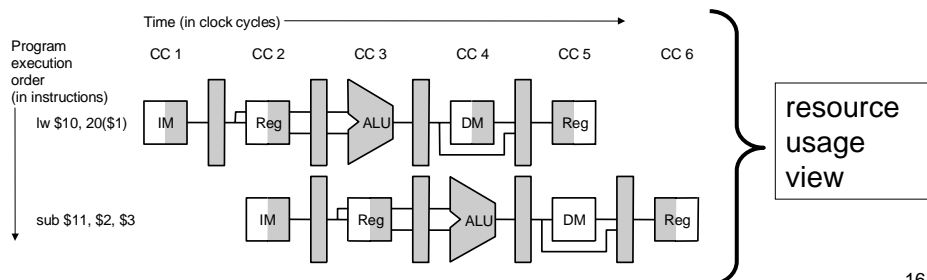 Time (in clock cycles)
Program
execution
order
(in instructions)
CC 1 CC 2 CC 3 CC 4 CC 5 CC 6
lw $10, 20($1)
IM Reg ALU DM Reg
sub $11, $2, $3
IM Reg ALU DM Reg
resource
usage
view
16